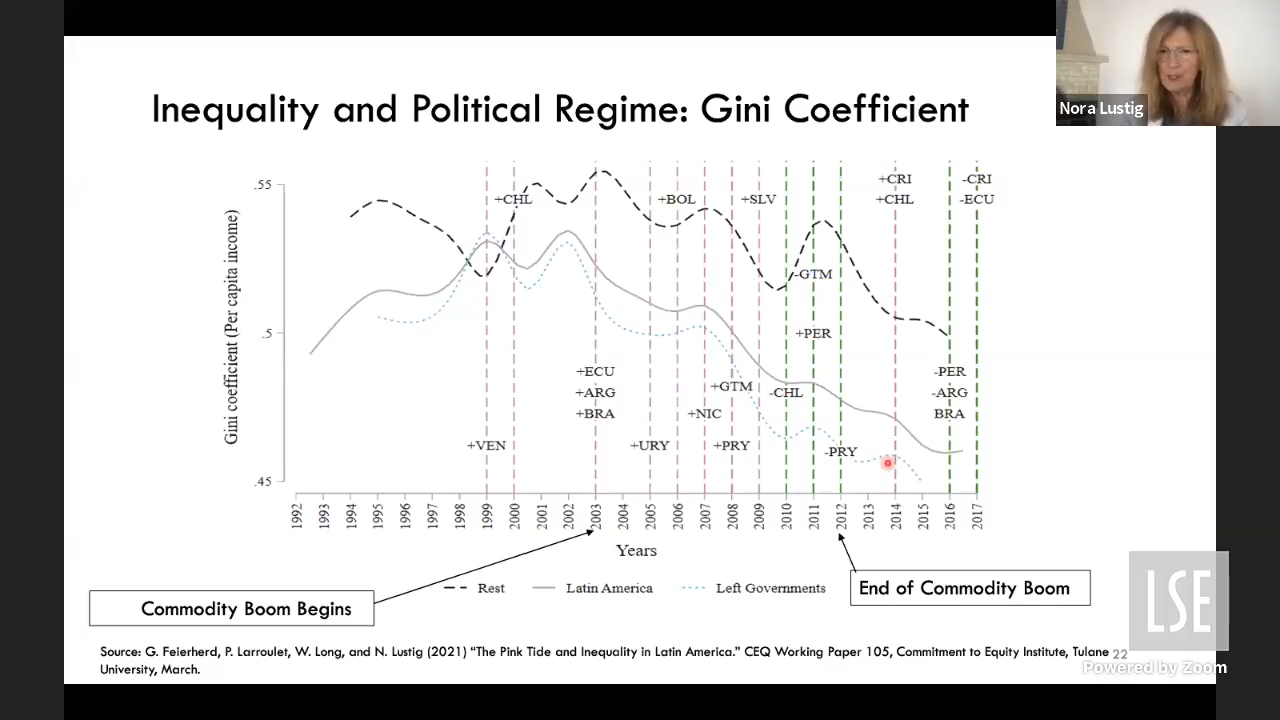 Nora Lustig
Inequality and Political Regime: Gini Coefficient
Gini coefficient (Per capita income)
.55
.5
.45
+CRI
-CRI
+CHL
+BOL
+SLV
+CHL
-ECU
-GTM
+PER
+ECU
-PER
+ARG
+GTM
-CHL
-ARG
+BRA
+NIC
BRA
+VEN
+URY
+PRY
-PRY
1992 1993 1994 1995 1996 1997 1998 1999 2000 2001 2002 2003 2004 2005 2006 2007 2008 2009 2010 2011 2012 2013 2014 2015 2016 2017
Years
Rest Latin America Left Governments
Commodity Boom Begins
End of Commodity Boom
LSE
Source: G. Feierherd, P. Larroulet, W. Long, and N. Lustig (2021) “The Pink Tide and Inequality in Latin America.” CEQ Working Paper 105, Commitment to Equity Institute, Tulane
University, March.
22
Powered by Zoom